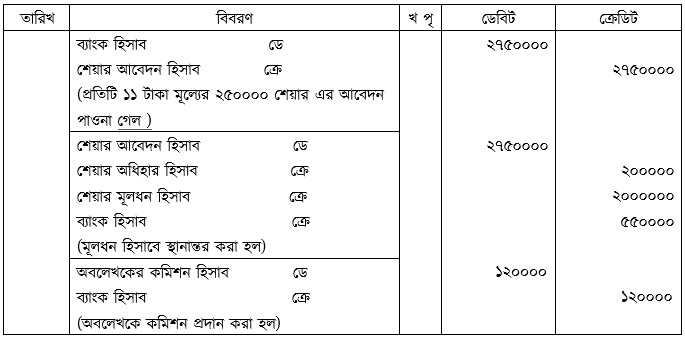 তারিখ বিবরণ খ পৃ ডেবিট ক্রেডিট
ব্যাংক হিসাব ডে ২৭৫০০০০
শেয়ার আবেদন হিসাব ক্রে ২৭৫০০০০
(প্রতিটি ১১ টাকা মূল্যের ২৫০০০০ শেয়ার এর আবেদন
পাওনা গেল )
শেয়ার আবেদন হিসাব ডে ২৭৫০০০০
শেয়ার অধিহার হিসাব ক্রে ২০০০০০
শেয়ার মূলধন হিসাব ক্রে ২০০০০০০
ব্যাংক হিসাব ক্রে ৫৫০০০০
(মূলধন হিসাবে স্থানান্তর করা হল)
অবলেখকের কমিশন হিসাব ডে ১২০০০০
ব্যাংক হিসাব ক্রে ১২০০০০
(অবলেখকে কমিশন প্রদান করা হল)